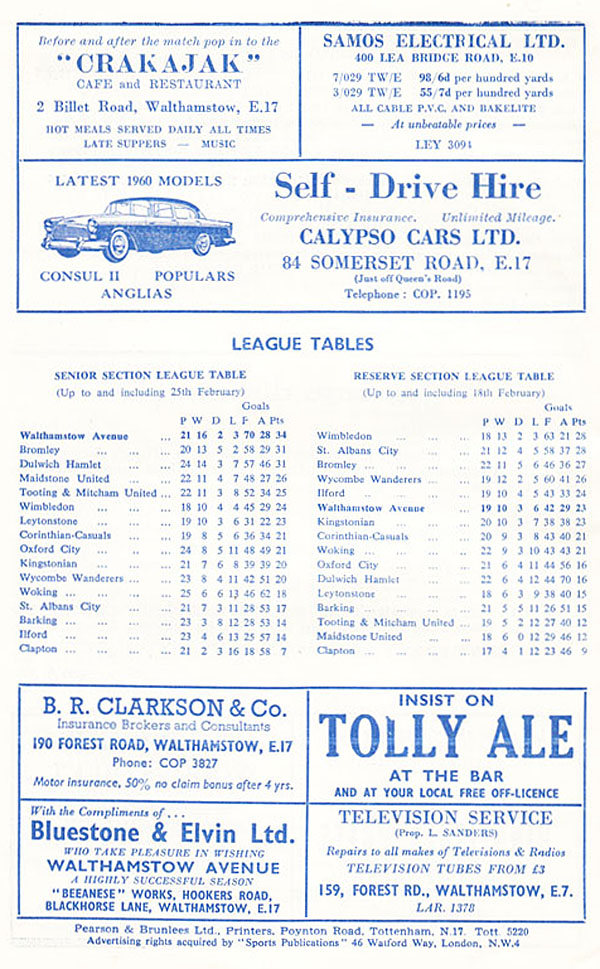 Before and after the match pop in to the
"CRAKAJAK"
CAFE and RESTAURANT
2 Billet Road, Walthamstow, E.17
HOT MEALS SERVED DAILY ALL TIMES
LATE SUPPERS — MUSIC
SAMOS ELECTRICAL LTD.
400 LEA BRIDGE ROAD, E.10
7/029 TW/E 98/6d per hundred yards
3/029 TW/E 55/7d per hundred yards
ALL CABLE P.V.C. AND BAKELITE
— At unbeatable prices —
LEY 3094
LATEST 1960 MODELS
CONSUL II POPULARS
ANGLIAS
Self - Drive Hire
Comprehensive Insurance. Unlimited Mileage.
CALYPSO CARS LTD.
84 SOMERSET ROAD, E.17
(Just off Queen's Road)
Telephone : COP. 1195
LEAGUE TABLES
SENIOR SECTION LEAGUE TABLE
(Up to and including 25th February)
Goals
P W D L F A Pts
Walthamstow Avenue ... 21 16 2 3 70 28 34
Bromley ... ... ... 20 13 5 2 58 29 31
Dulwich Hamlet ... ... 24 14 3 7 57 46 31
Maidstone United ... ... 22 11 4 7 48 27 26
Tooting & Mitcham United ... 22 11 3 8 52 34 25
Wimbledon ... ... ... 18 10 4 4 45 29 24
Leytonstone ... ... ... 19 10 3 6 31 22 23
Corinthian-Casuals ... ... 19 8 5 6 36 34 21
Oxford City ... .. ... 24 8 5 11 48 49 21
Kingstonian ... ... ... 21 7 6 8 39 39 20
Wycombe Wanderers ... ... 23 8 4 11 42 51 20
Woking ... ... ... ... 25 6 6 13 46 62 18
St. Albans City ... ... 21 7 3 11 28 53 17
Barking ... ... ... ... 23 3 8 12 28 53 14
Ilford ... ... ... ... 23 4 6 13 25 57 14
Clapton ... ... ... ... 21 2 3 16 18 58 7
RESERVE SECTION LEAGUE TABLE
(Up to and including 18th February)
Goals
P W D L F A Pts
Wimbledon ... ... ... 18 13 2 3 63 21 28
St. Albans City ... ... 21 12 4 5 58 37 28
Bromley ... ... ... ... 22 11 5 6 46 36 27
Wycombe Wanderers ... ... 19 12 2 5 60 41 26
Ilford .. ... ... ... 19 10 4 5 43 33 24
Walthamstow Avenue ... 19 10 3 6 42 29 23
Kingstonian ... ... ... 20 10 3 7 38 38 23
Corinthian-Casuals ... ... 20 9 3 8 43 40 21
Woking ... ... ... ... 22 9 3 10 43 43 21
Oxford City ... ... ... 21 6 4 11 44 56 16
Dulwich Hamlet ... ... 22 6 4 12 44 70 16
Leytonstone ... ... ... 18 6 3 9 38 40 15
Barking ... ... ... ... 21 5 5 11 26 51 15
Tooting & Mitcham United ... 19 5 2 12 27 40 12
Maidstone United ... ... 18 6 0 12 29 46 12
Clapton ... ... ... ... 17 4 1 12 23 46 9
B. R. CLARKSON & Co.
Insurance Brokers and Consultants
190 FOREST ROAD, WALTHAMSTOW, E.17
Phone: COP 3827
Motor insurance, 50% no claim bonus after 4 yrs.
INSIST ON
TOLLY ALE
AT THE BAR
AND AT YOUR LOCAL FREE OFF-LICENCE
With the Compliments of . . .
Bluestone & Elvin Ltd.
WHO TAKE PLEASURE IN WISHING
WALTHAMSTOW AVENUE
A HIGHLY SUCCESSFUL SEASON
"BEEANESE" WORKS, HOOKERS ROAD,
BLACKHORSE LANE, WALTHAMSTOW, E.17
TELEVISION SERVICE
(Prop. L. SANDERS)
Repairs to all makes of Televisions & Radios
TELEVISION TUBES FROM £3
159, FOREST RD., WALTHAMSTOW, E.7.
LAR. 1378
Pearson & Brunlees Ltd., Printers, Poynton Road, Tottenham, N.17. Tott 5220
Advertising rights acquired by "Sports Publications" 46 Watford Way, London, N.W.4